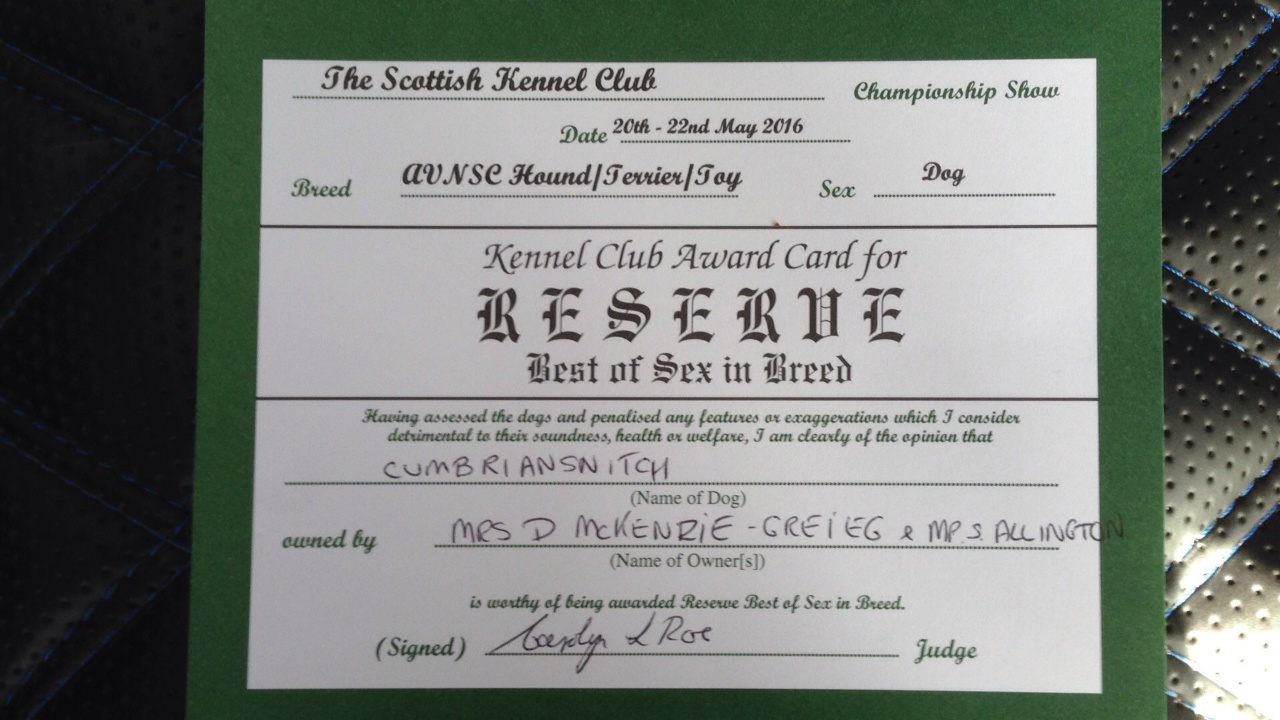 The Scottish Kennel Club Championship Show
Date 20th - 22nd May 2016
Breed AVNSC Hound/Terrier/Toy Sex Dog
Kennel Club Award Card for
RESERVE
Best of Sex in Breed
Having assessed the dogs and penalised any features or exaggerations which I consider
detrimental to their soundness, health or welfare, I am clearly of the opinion that
CUMBRIANSNITCH
(Name of Dog)
owned by MRS D MCKENZIE - GREIEG & MR S. ALLINGTON
(Name of Owner[s])
is worthy of being awarded Reserve Best of Sex in Breed.
(Signed) Carolyn L Roe Judge